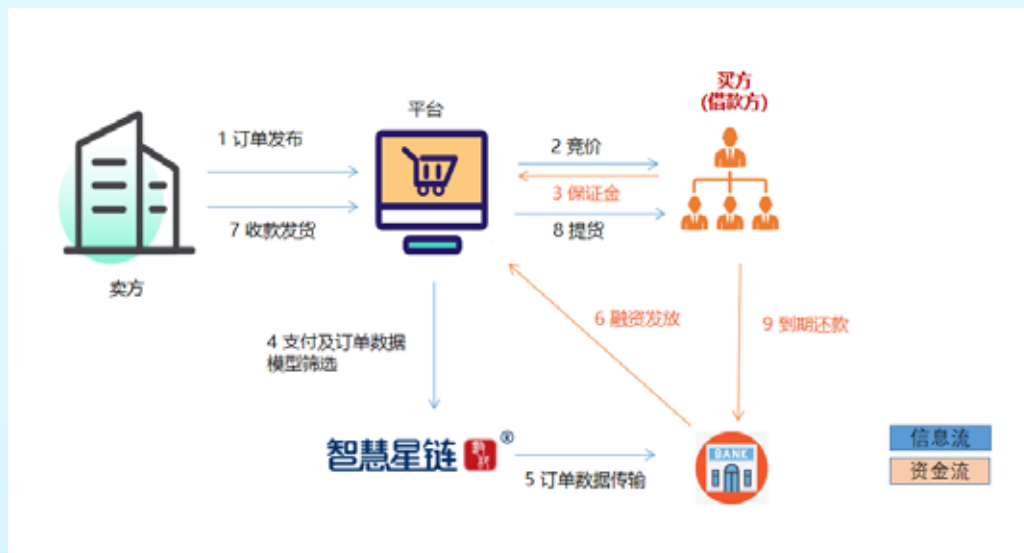 买方
(借款方)
平台
1 订单发布
2 竞价
3 保证金
7 收款发货
8 提货
卖方
6 融资发放
9 到期还款
4 支付及订单数据
模型筛选
智慧星链
®
BANK
5 订单数据传输
信息流
资金流